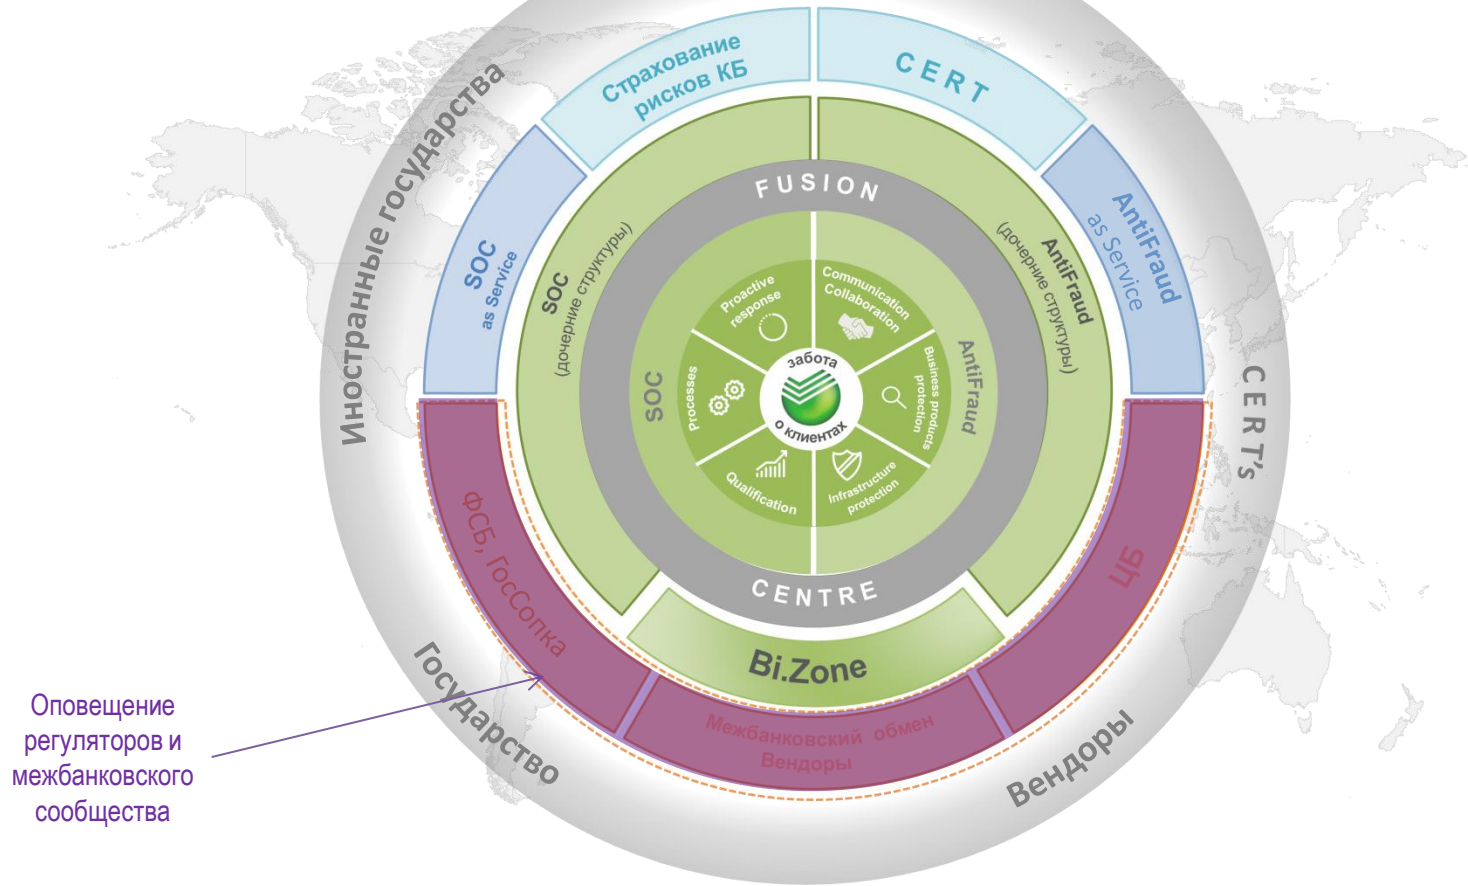 Иностранные государства
Страхование
рисков КБ
CERT
SOC
as Service
AntiFraud
as Service
SOC
(дочерние структуры)
AntiFraud
(дочерние структуры)
FUSION
CENTRE
SOC
AntiFraud
Proactive
response
Communication
Collaboration
Processes
Business products
protection
Qualification
Infrastructure
protection
забота
о клиентах
CERT's
ФСБ, ГосСопка
ЦБ
Bi.Zone
Межбанковский обмен
Вендоры
Государство
Вендоры
Оповещение
регуляторов и
межбанковского
сообщества